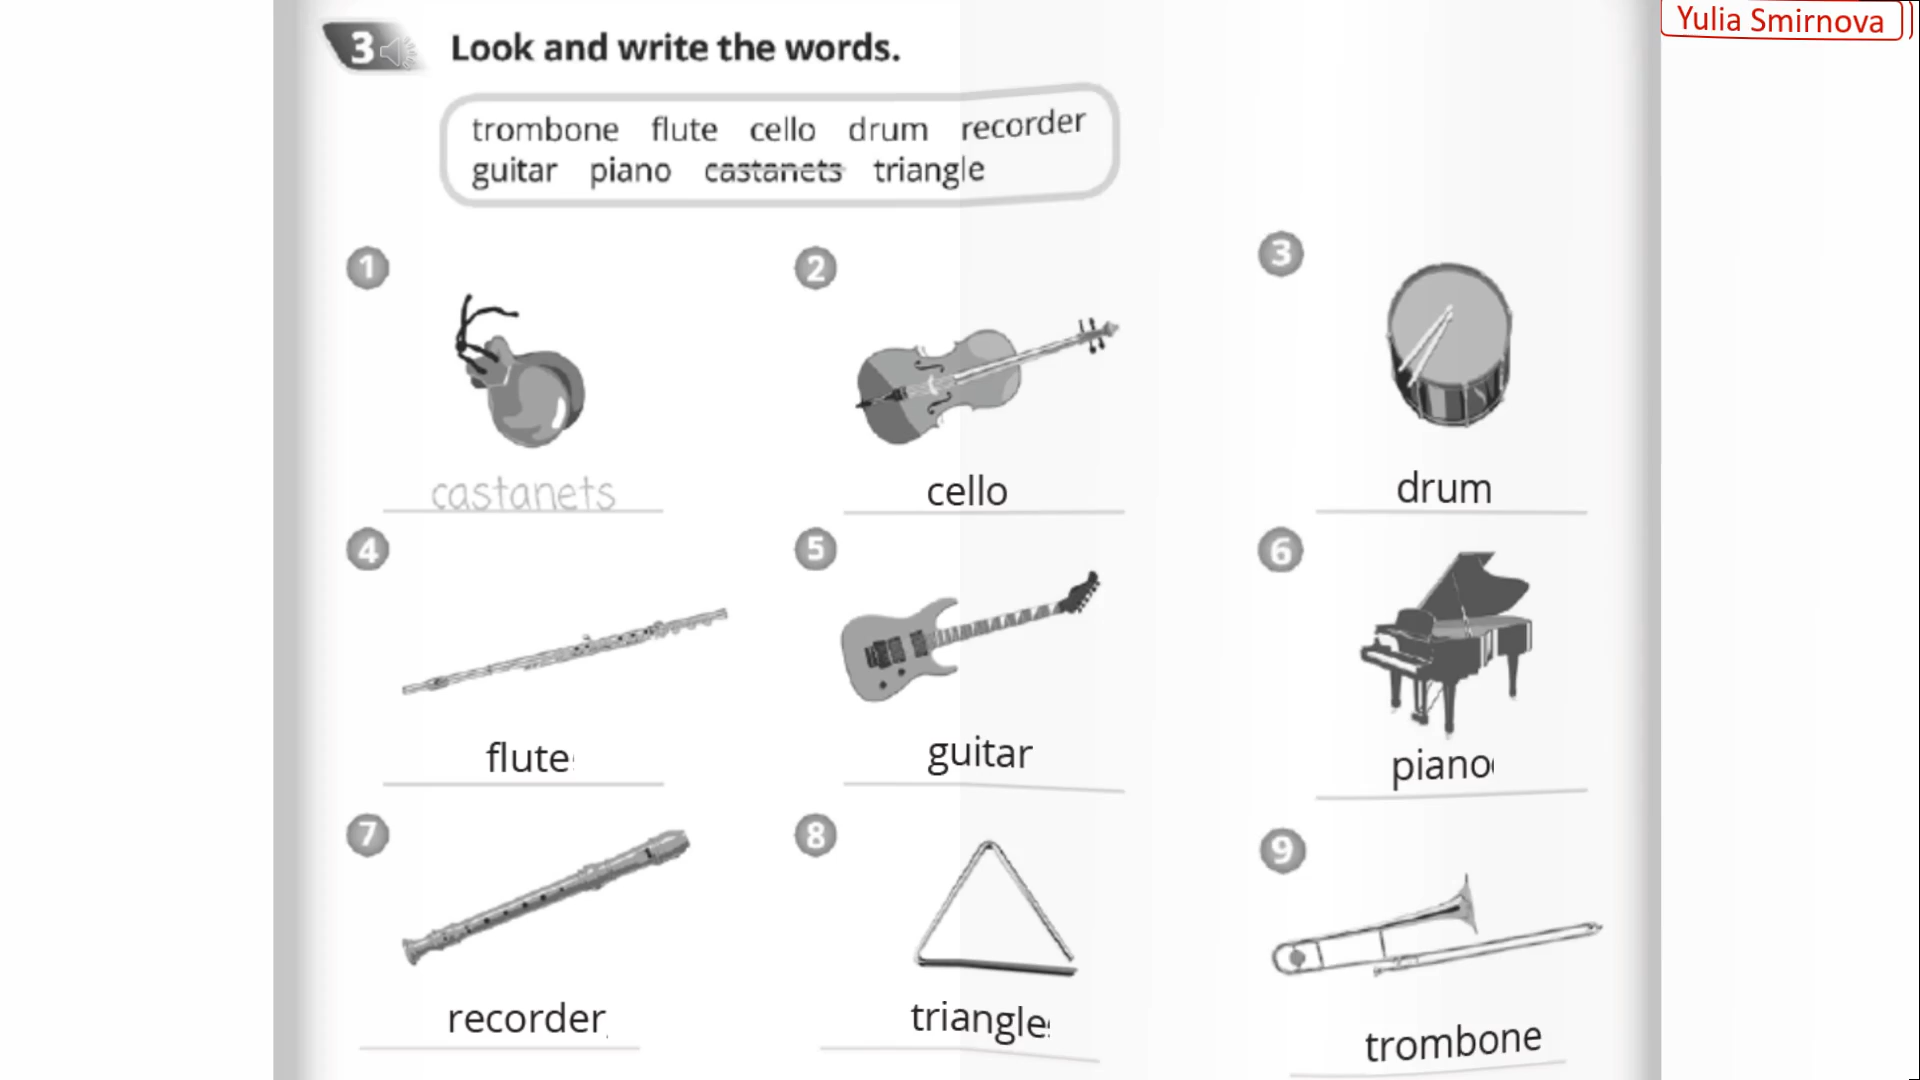 Yulia Smirnova
3 Look and write the words.
trombone flute cello drum recorder
guitar piano castanets triangle
1 2 3
castanets cello drum
4 5 6
flute guitar piano
7 8 9
recorder triangle trombone